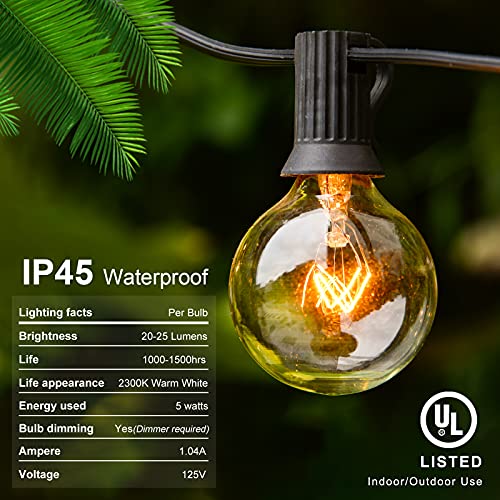 IP45 Waterproof
Lighting facts Per Bulb
Brightness 20-25 Lumens
Life 1000-1500hrs
Life appearance 2300K Warm White
Energy used 5 watts
Bulb dimming Yes(Dimmer required)
Ampere 1.04A
Voltage 125V
UL
LISTED
Indoor/Outdoor Use